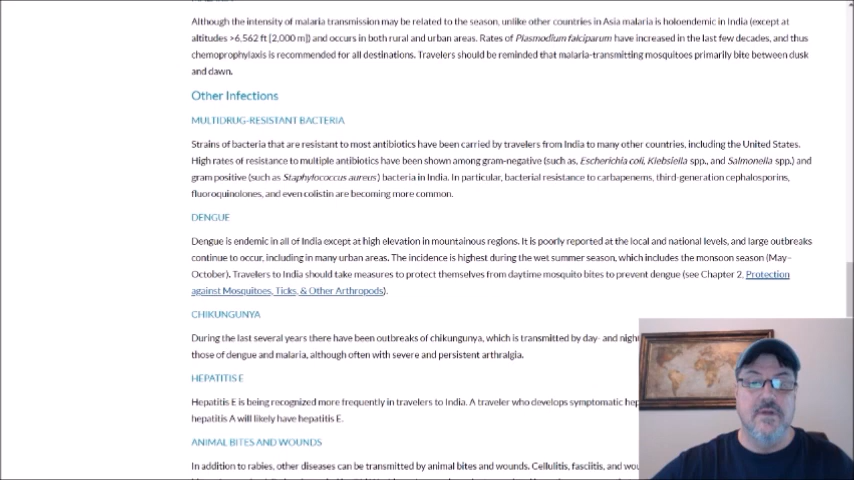 Although the intensity of malaria transmission may be related to the season, unlike other countries in Asia malaria is holoendemic in India (except at
altitudes >6,562 ft [2,000 m]) and occurs in both rural and urban areas. Rates of Plasmodium falciparum have increased in the last few decades, and thus
chemoprophylaxis is recommended for all destinations. Travelers should be reminded that malaria-transmitting mosquitoes primarily bite between dusk
and dawn.
Other Infections
MULTIDRUG-RESISTANT BACTERIA
Strains of bacteria that are resistant to most antibiotics have been carried by travelers from India to many other countries, including the United States.
High rates of resistance to multiple antibiotics have been shown among gram-negative (such as, Escherichia coli, Klebsiella spp., and Salmonella spp.) and
gram positive (such as Staphylococcus aureus) bacteria in India. In particular, bacterial resistance to carbapenems, third-generation cephalosporins,
fluoroquinolones, and even colistin are becoming more common.
DENGUE
Dengue is endemic in all of India except at high elevation in mountainous regions. It is poorly reported at the local and national levels, and large outbreaks
continue to occur, including in many urban areas. The incidence is highest during the wet summer season, which includes the monsoon season (May–
October). Travelers to India should take measures to protect themselves from daytime mosquito bites to prevent dengue (see Chapter 2, Protection
against Mosquitoes, Ticks, & Other Arthropods).
CHIKUNGUNYA
During the last several years there have been outbreaks of chikungunya, which is transmitted by day- and
those of dengue and malaria, although often with severe and persistent arthralgia.
HEPATITIS E
Hepatitis E is being recognized more frequently in travelers to India. A traveler who develops symptomatic
hepatitis A will likely have hepatitis E.
ANIMAL BITES AND WOUNDS
In addition to rabies, other diseases can be transmitted by animal bites and wounds. Cellulitis, fasciitis, and